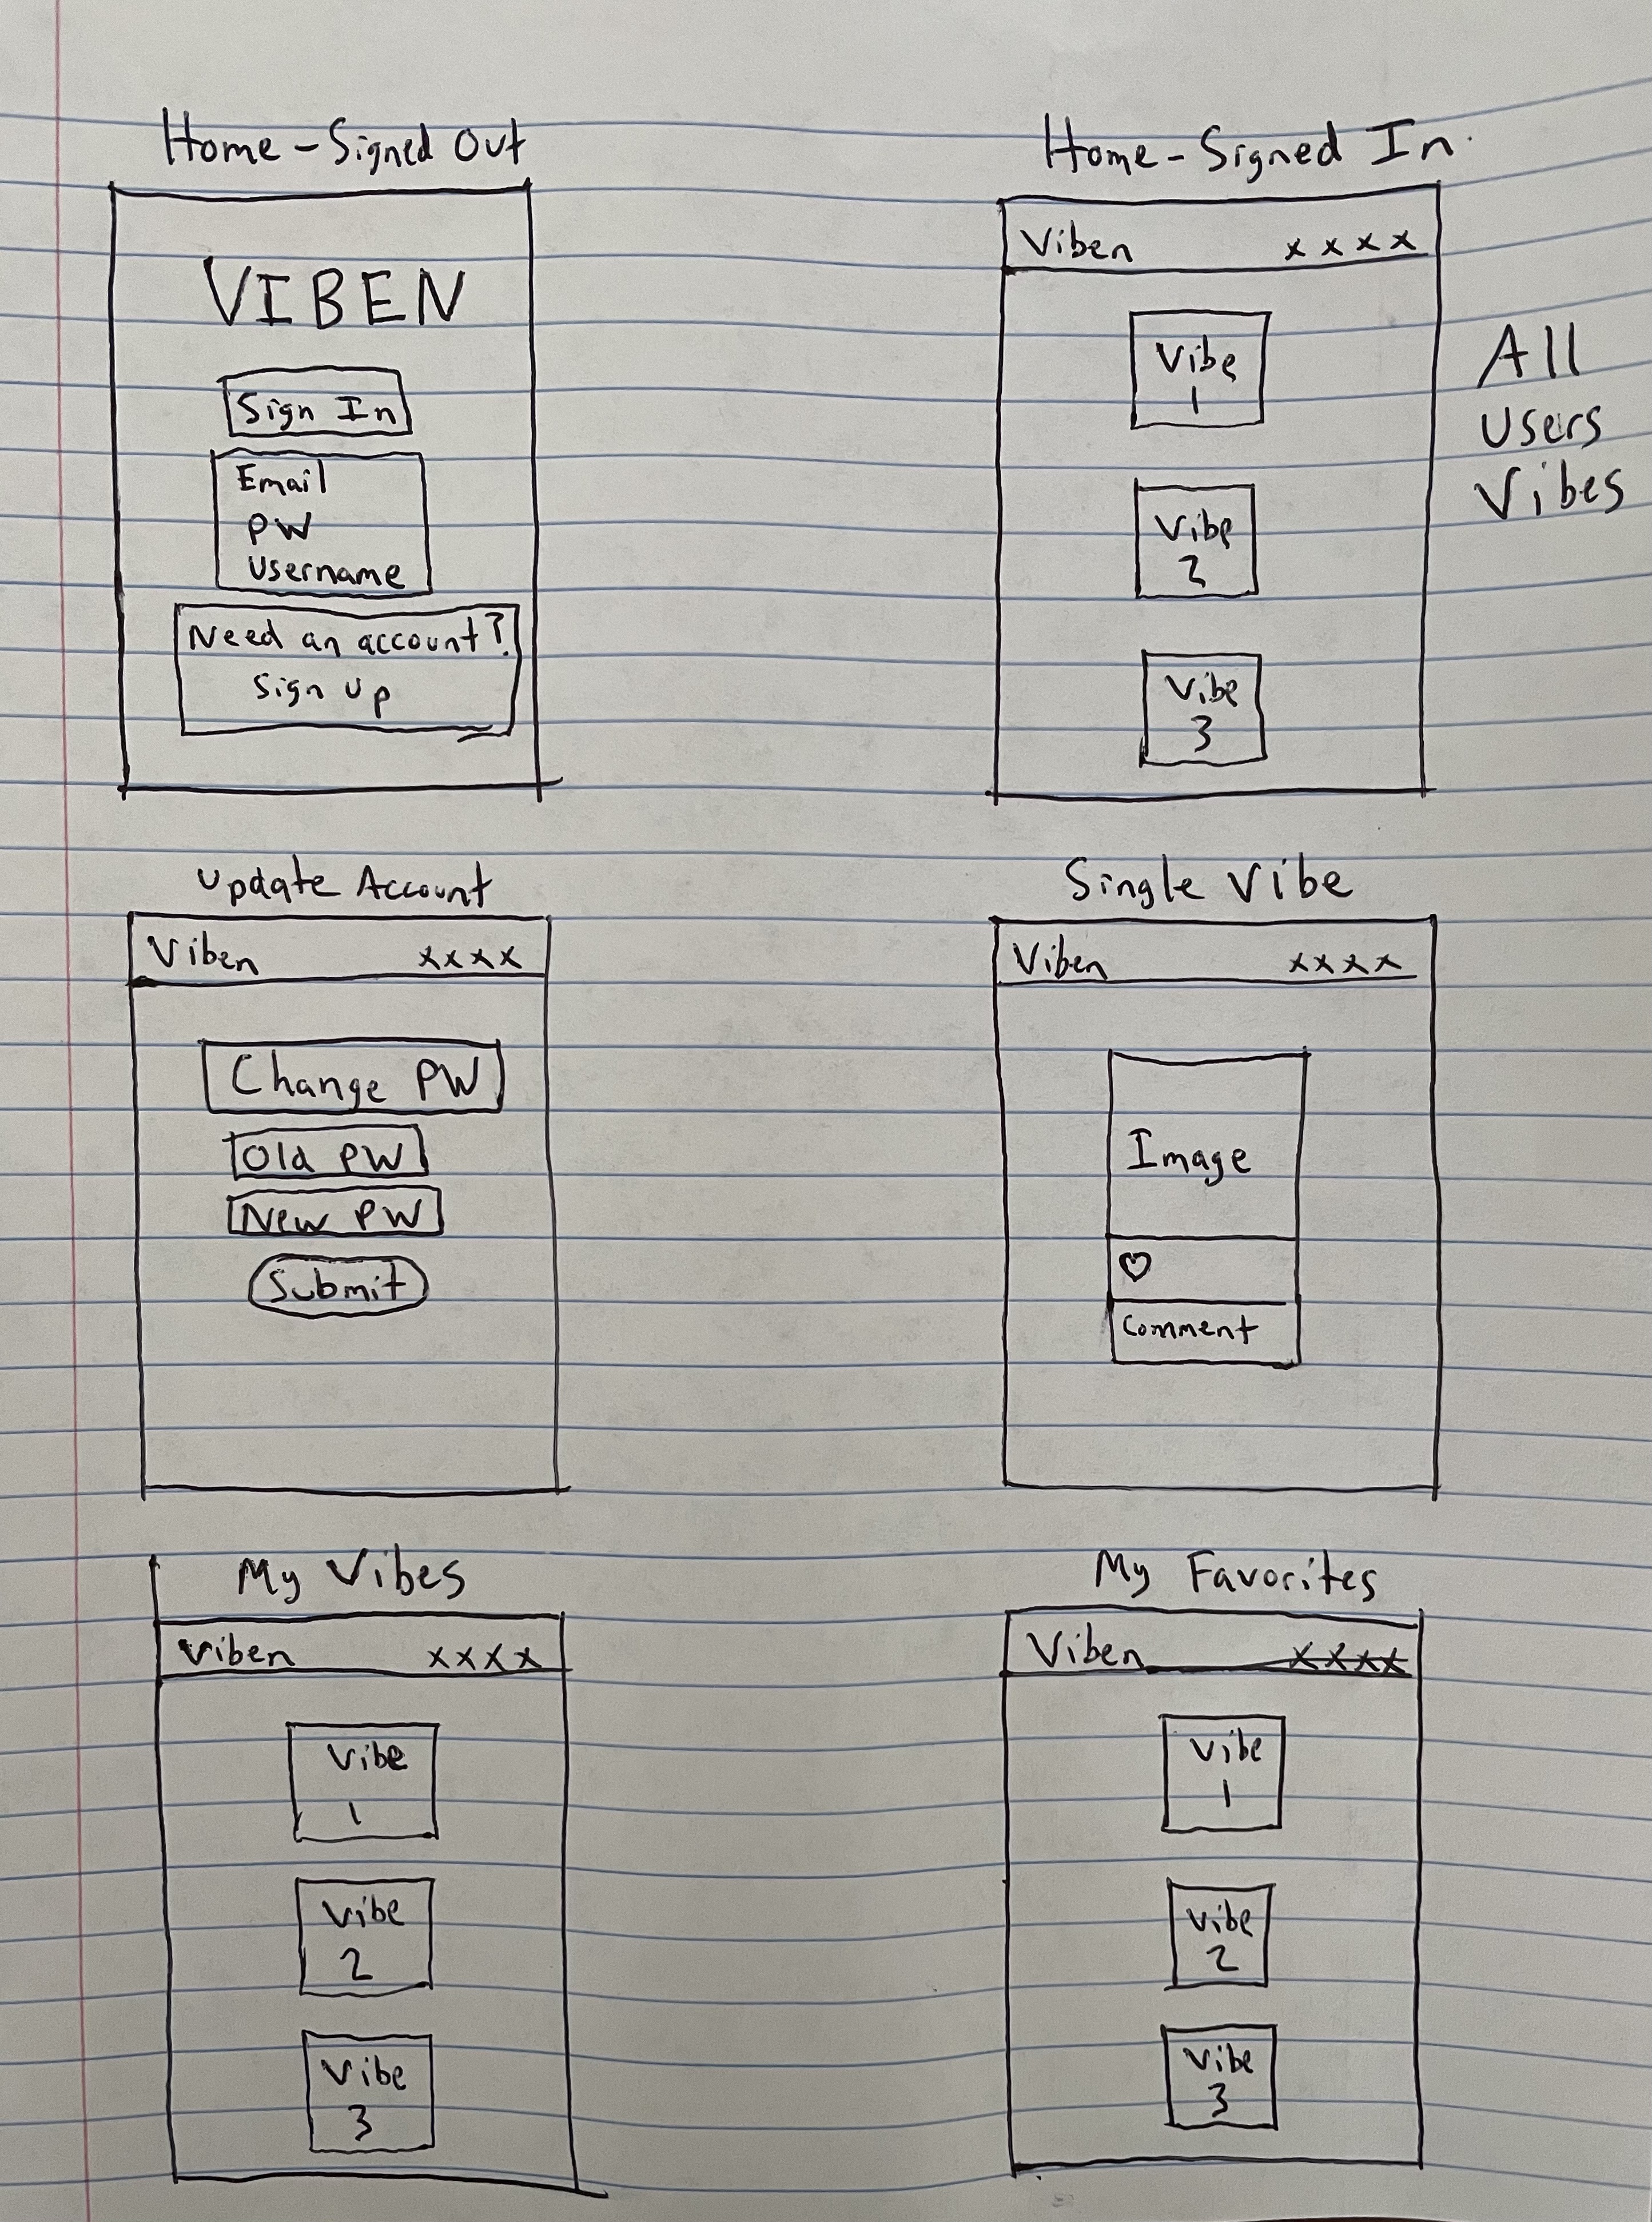 Home - Signed Out
VIBEN
Sign In
Email
PW
Username
Need an account?
Sign Up
Home - Signed In
Viben xxxx
Vibe
1
Vibe
2
Vibe
3
All
Users
Vibes
Update Account
Viben xxxx
Change PW
Old PW
New PW
Submit
Single Vibe
Viben xxxx
Image
♡
Comment
My Vibes
Viben xxxx
Vibe
1
Vibe
2
Vibe
3
My Favorites
Viben xxxx
Vibe
1
Vibe
2
Vibe
3